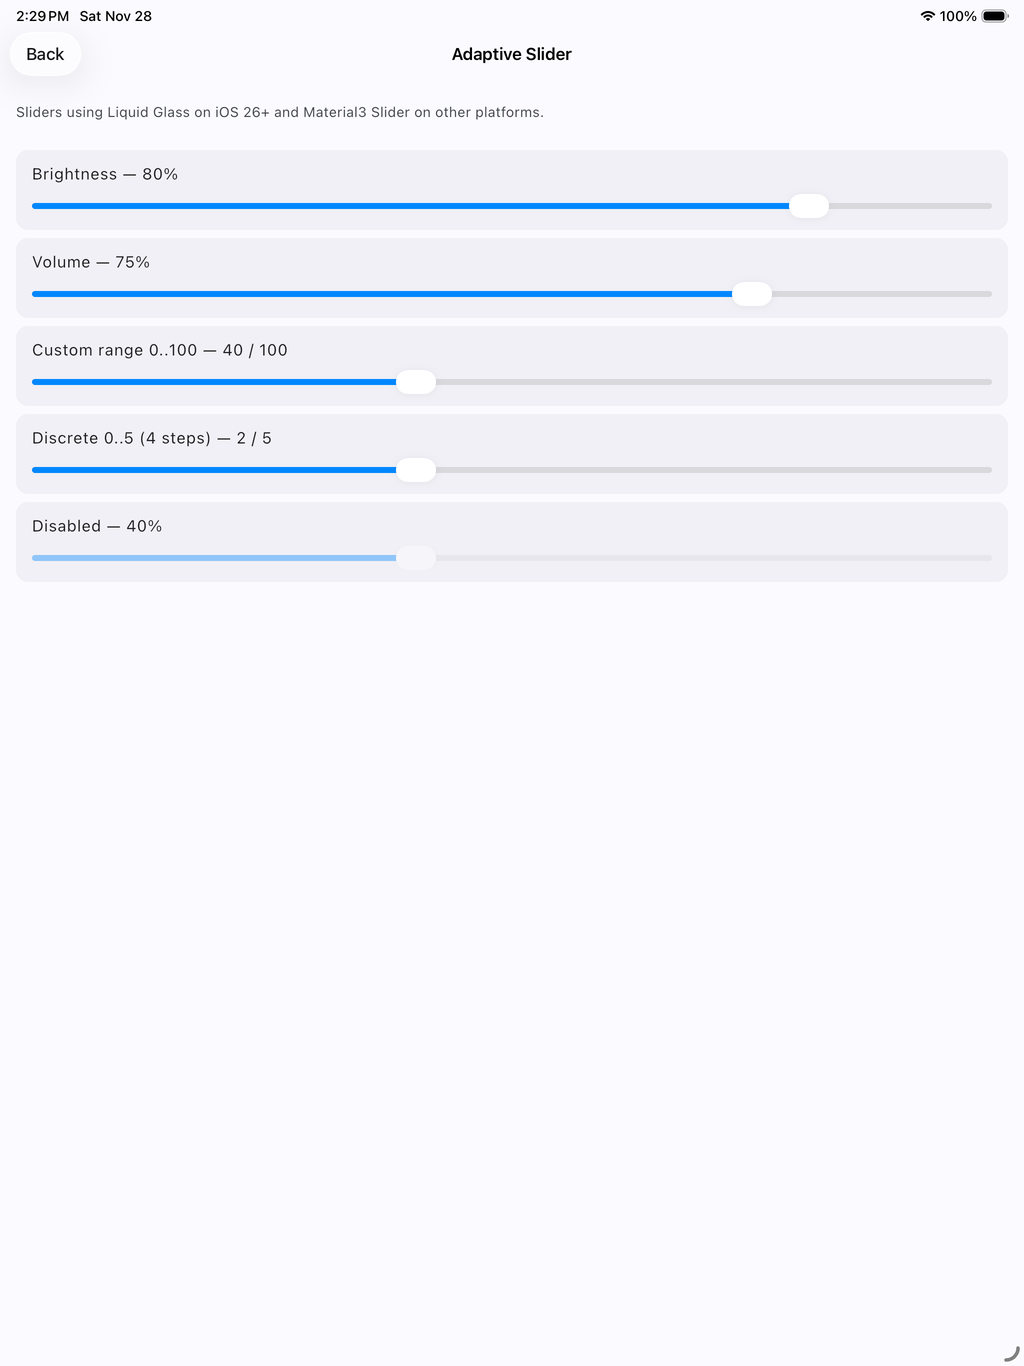 2:29 PM Sat Nov 28
100%
Back
Adaptive Slider
Sliders using Liquid Glass on iOS 26+ and Material3 Slider on other platforms.
Brightness — 80%
Volume — 75%
Custom range 0..100 — 40 / 100
Discrete 0..5 (4 steps) — 2 / 5
Disabled — 40%